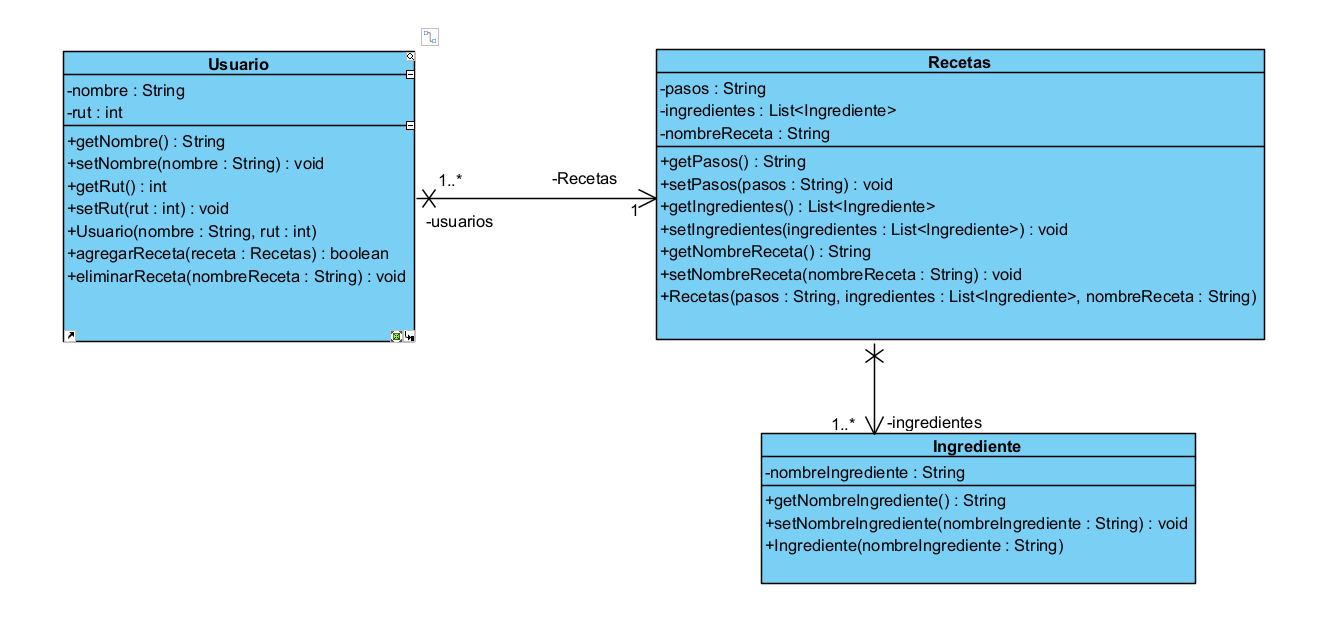 Usuario
-nombre : String
-rut : int
+getNombre() : String
+setNombre(nombre : String) : void
+getRut() : int
+setRut(rut : int) : void
+Usuario(nombre : String, rut : int)
+agregarReceta(receta : Recetas) : boolean
+eliminarReceta(nombreReceta : String) : void
1..*
-usuarios
-Recetas
1
Recetas
-pasos : String
-ingredientes : List<Ingrediente>
-nombreReceta : String
+getPasos() : String
+setPasos(pasos : String) : void
+getIngredientes() : List<Ingrediente>
+setIngredientes(ingredientes : List<Ingrediente>) : void
+getNombreReceta() : String
+setNombreReceta(nombreReceta : String) : void
+Recetas(pasos : String, ingredientes : List<Ingrediente>, nombreReceta : String)
1..*
-ingredientes
Ingrediente
-nombreIngrediente : String
+getNombreIngrediente() : String
+setNombreIngrediente(nombreIngrediente : String) : void
+Ingrediente(nombreIngrediente : String)